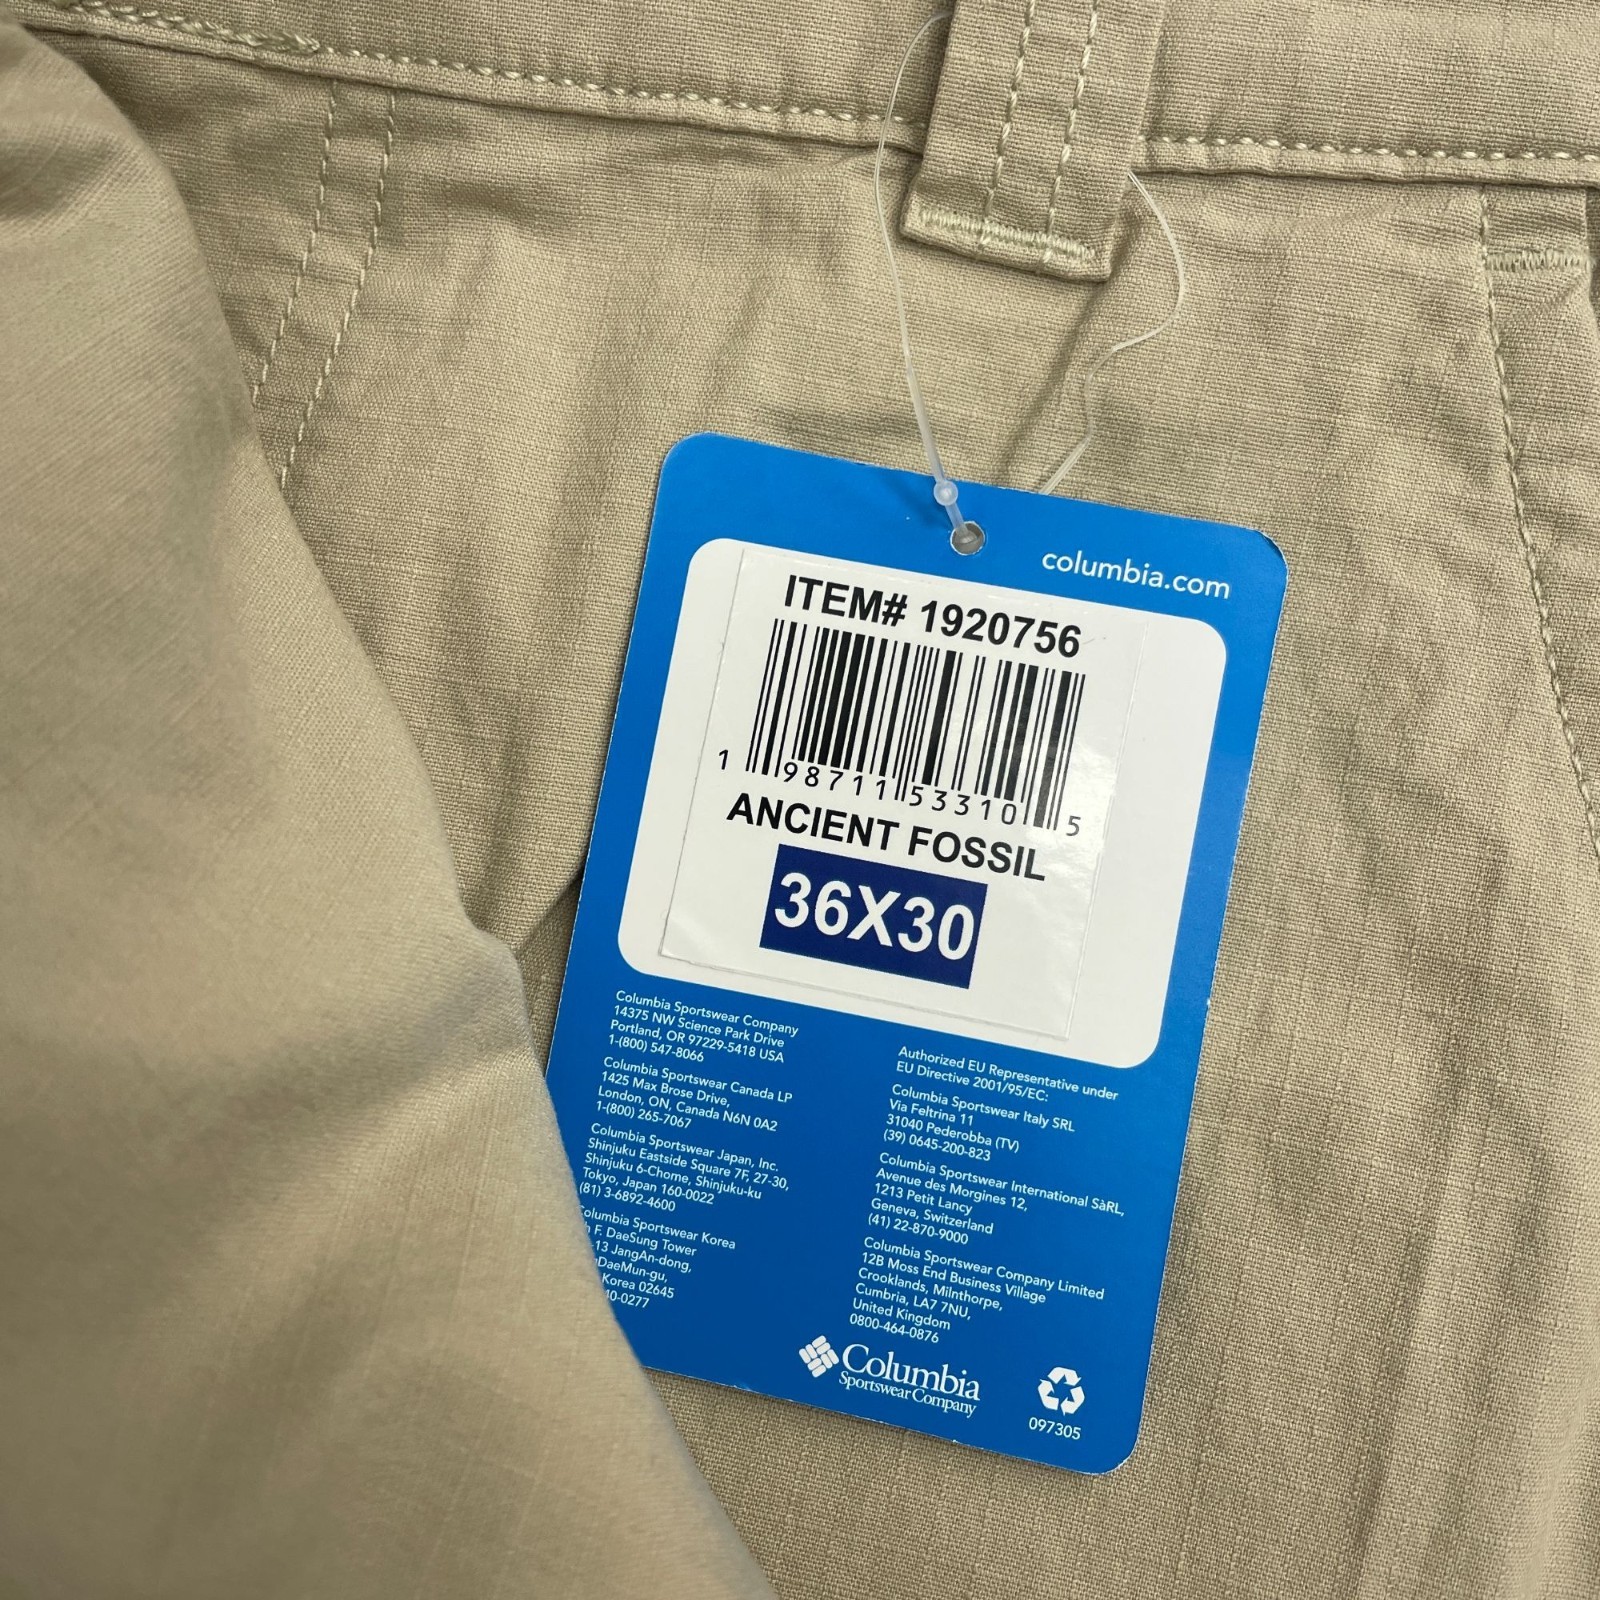 columbia.com
ITEM# 1920756
1 98711 53310 5
ANCIENT FOSSIL
36X30
Columbia Sportswear Company
14375 NW Science Park Drive
Portland, OR 97229-5418 USA
1-(800) 547-8066
Columbia Sportswear Canada LP
1425 Max Brose Drive,
London, ON, Canada N6N 0A2
1-(800) 265-7067
Columbia Sportswear Japan, Inc.
Shinjuku Eastside Square 7F, 27-30,
Shinjuku 6-Chome, Shinjuku-ku
Tokyo, Japan 160-0022
(81) 3-6892-4600
Columbia Sportswear Korea
F. DaeSung Tower
13 JangAn-dong,
DaeMun-gu,
Korea 02645
40-0277
Authorized EU Representative under
EU Directive 2001/95/EC:
Columbia Sportswear Italy SRL
Via Feltrina 11
31040 Pederobba (TV)
(39) 0645-200-823
Columbia Sportswear International SàRL,
Avenue des Morgines 12,
1213 Petit Lancy
Geneva, Switzerland
(41) 22-870-9000
Columbia Sportswear Company Limited
12B Moss End Business Village
Crooklands, Milnthorpe,
Cumbria, LA7 7NU,
United Kingdom
0800-464-0876
Columbia
Sportswear Company
097305